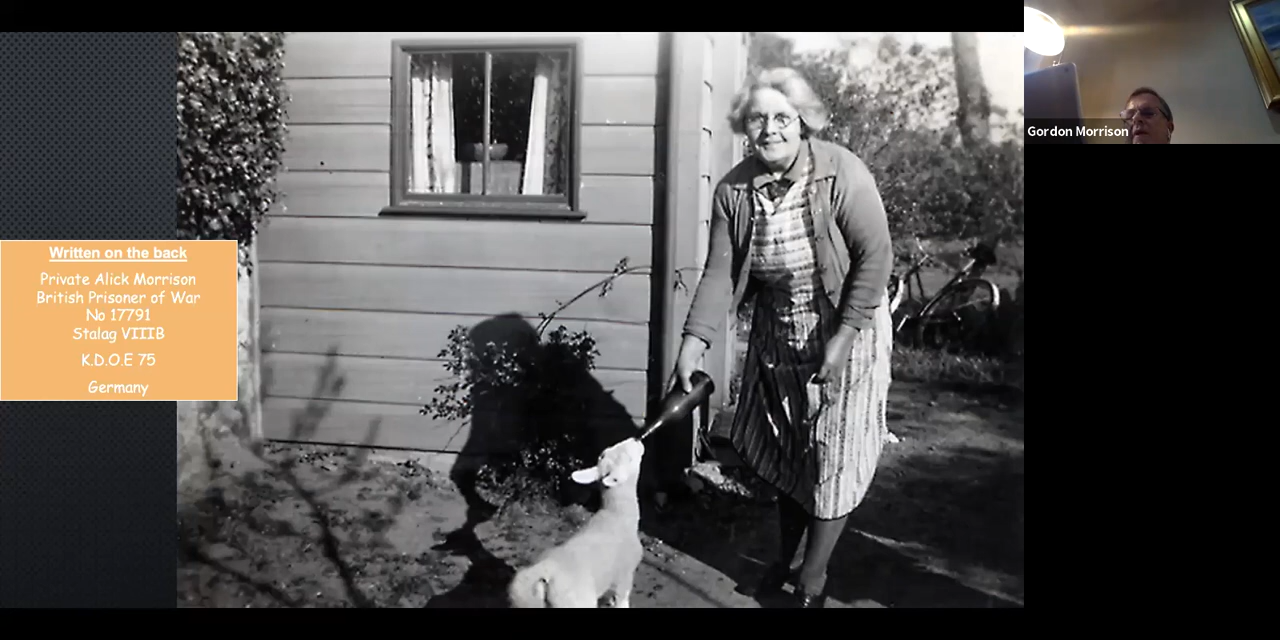 Written on the back
Private Alick Morrison
British Prisoner of War
No 17791
Stalag VIIIB
K.D.O.E 75
Germany
Gordon Morrison